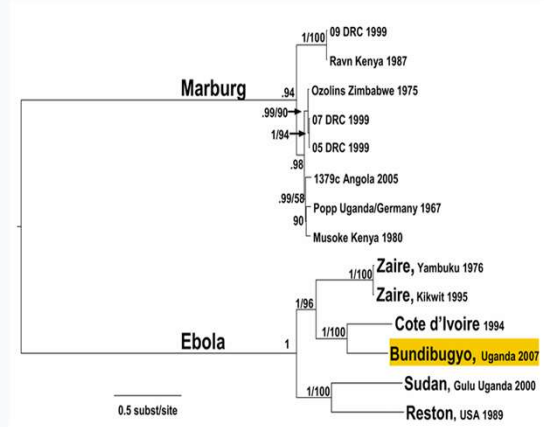 09 DRC 1999
1/100
Ravn Kenya 1987
Marburg
.94
Ozolins Zimbabwe 1975
.99/90
07 DRC 1999
1/94
05 DRC 1999
.98
1379c Angola 2005
.99/58
Popp Uganda/Germany 1967
90
Musoke Kenya 1980
Zaire, Yambuku 1976
1/100
Zaire, Kikwit 1995
1/96
Cote d'Ivoire 1994
1/100
Ebola
1
Bundibugyo, Uganda 2007
Sudan, Gulu Uganda 2000
1/100
0.5 subst/site
Reston, USA 1989